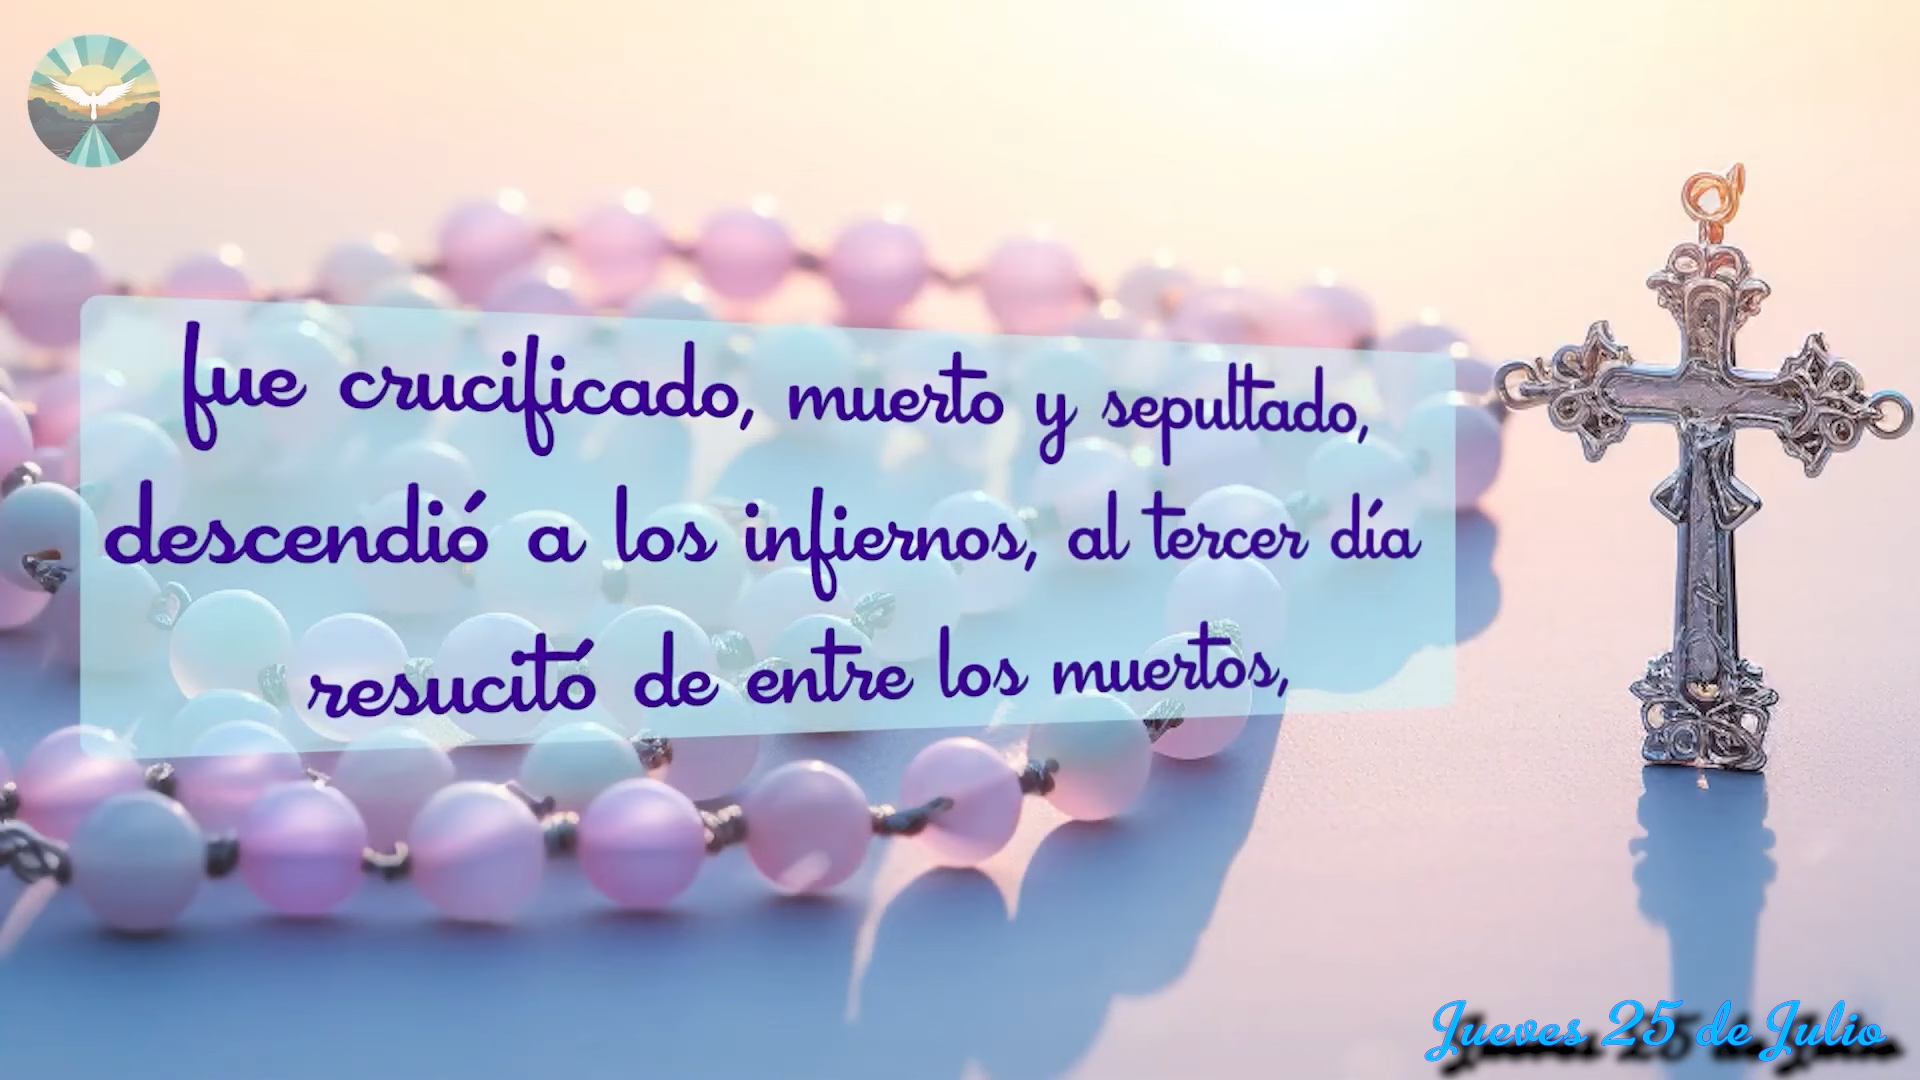 fue crucificado, muerto y sepultado,
descendió a los infiernos, al tercer día
resucitó de entre los muertos,
Jueves 25 de Julio